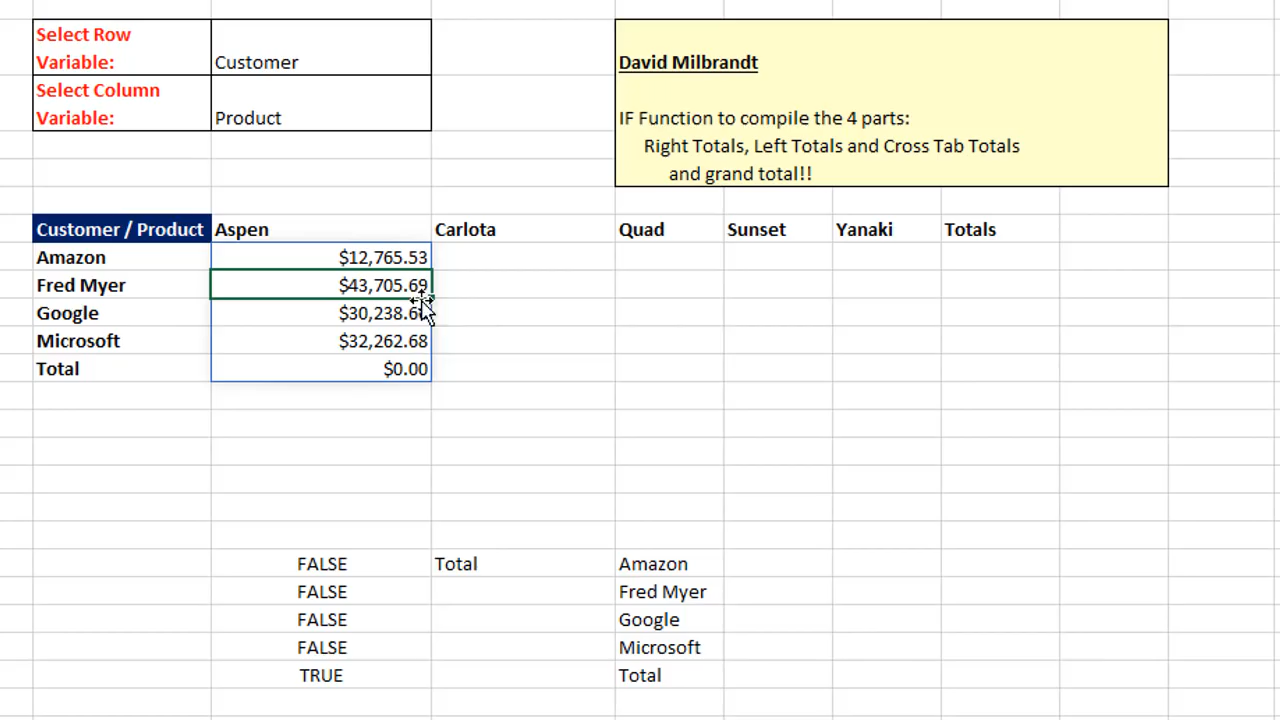 Select Row
Variable:
Customer
Select Column
Variable:
Product
David Milbrandt
IF Function to compile the 4 parts:
Right Totals, Left Totals and Cross Tab Totals
and grand total!!
Customer / Product Aspen Carlota Quad Sunset Yanaki Totals
Amazon $12,765.53
Fred Myer $43,705.69
Google
Microsoft $32,262.68
Total $0.00
FALSE Total Amazon
FALSE Fred Myer
FALSE Google
FALSE Microsoft
TRUE Total